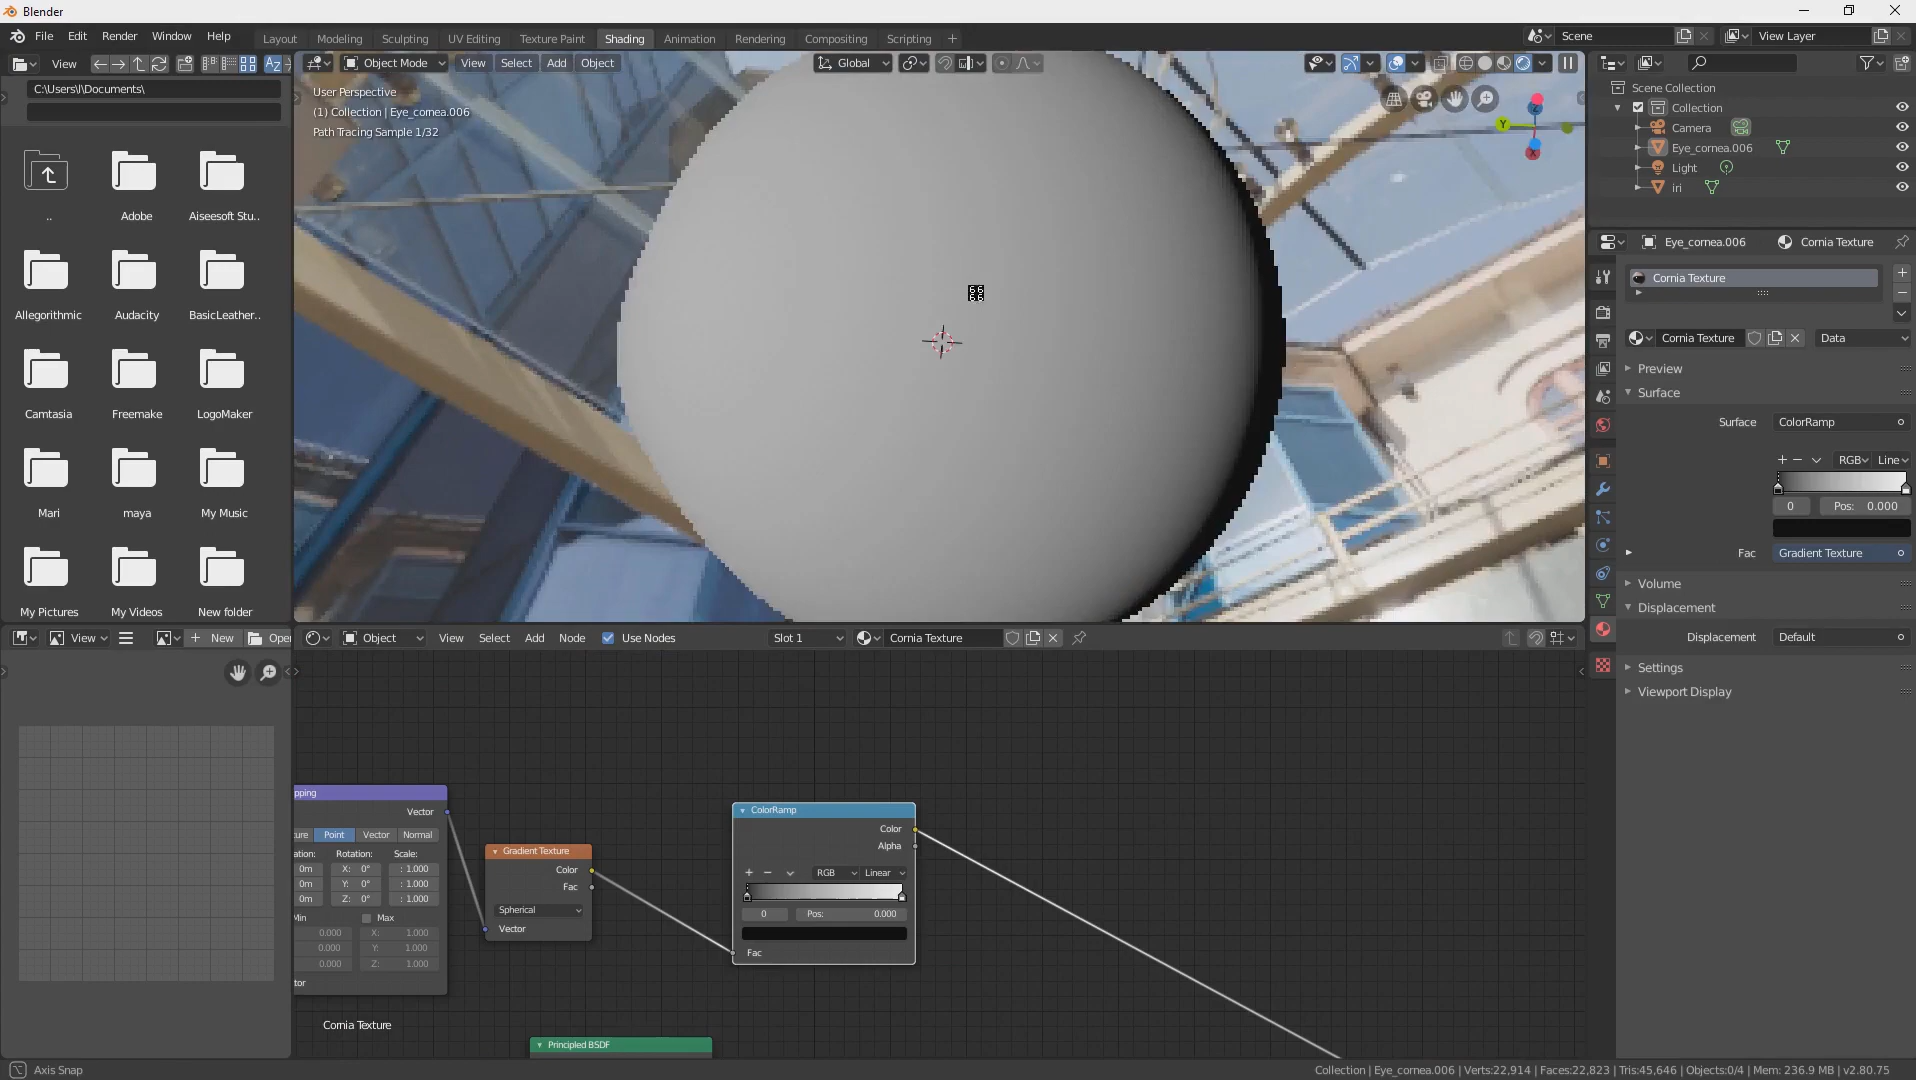 Blender
File Edit Render Window Help
Layout Modeling Sculpting UV Editing Texture Paint Shading Animation Rendering Compositing Scripting +
Scene
View Layer
View
C:\Users\I\Documents\
..
Adobe
Aiseesoft Stu..
Allegorithmic
Audacity
BasicLeather..
Camtasia
Freemake
LogoMaker
Mari
maya
My Music
My Pictures
My Videos
New folder
Object Mode View Select Add Object
Global
User Perspective
(1) Collection | Eye_cornea.006
Path Tracing Sample 1/32
Y
Scene Collection
Collection
Camera
Eye_cornea.006
Light
iri
Eye_cornea.006 Cornia Texture
Cornia Texture
Cornia Texture Data
Preview
Surface
Surface ColorRamp
RGB Line
0 Pos: 0.000
Fac Gradient Texture
Volume
Displacement
Displacement Default
Settings
Viewport Display
View + New Open
Object View Select Add Node Use Nodes Slot 1 Cornia Texture
pping
Vector
ture Point Vector Normal
ation: Rotation: Scale:
0m X: 0° : 1.000
0m Y: 0° : 1.000
0m Z: 0° : 1.000
Min Max
0.000 X: 1.000
0.000 Y: 1.000
0.000 Z: 1.000
tor
Gradient Texture
Color
Fac
Spherical
Vector
ColorRamp
Color
Alpha
RGB Linear
0 Pos: 0.000
Fac
Cornia Texture
Principled BSDF
Axis Snap
Collection | Eye_cornea.006 | Verts:22,914 | Faces:22,823 | Tris:45,646 | Objects:0/4 | Mem: 236.9 MB | v2.80.75